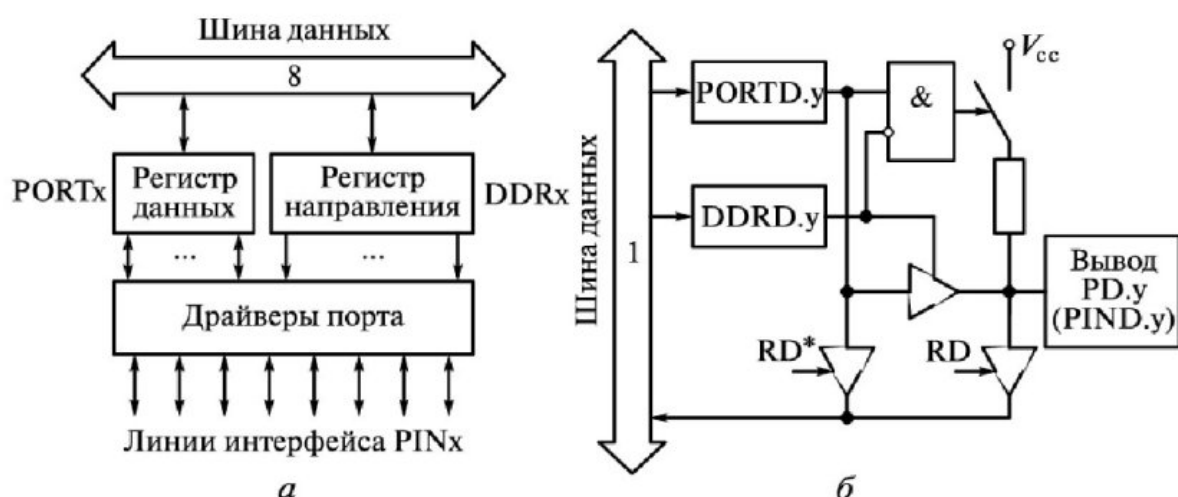 Шина данных
8
PORTx
Регистр
данных
Регистр
направления
DDRx
...
...
Драйверы порта
Линии интерфейса PINx
а
Шина данных
1
PORTD.y
&
Vcc
DDRD.y
Вывод
PD.y
(PIND.y)
RD*
RD
б